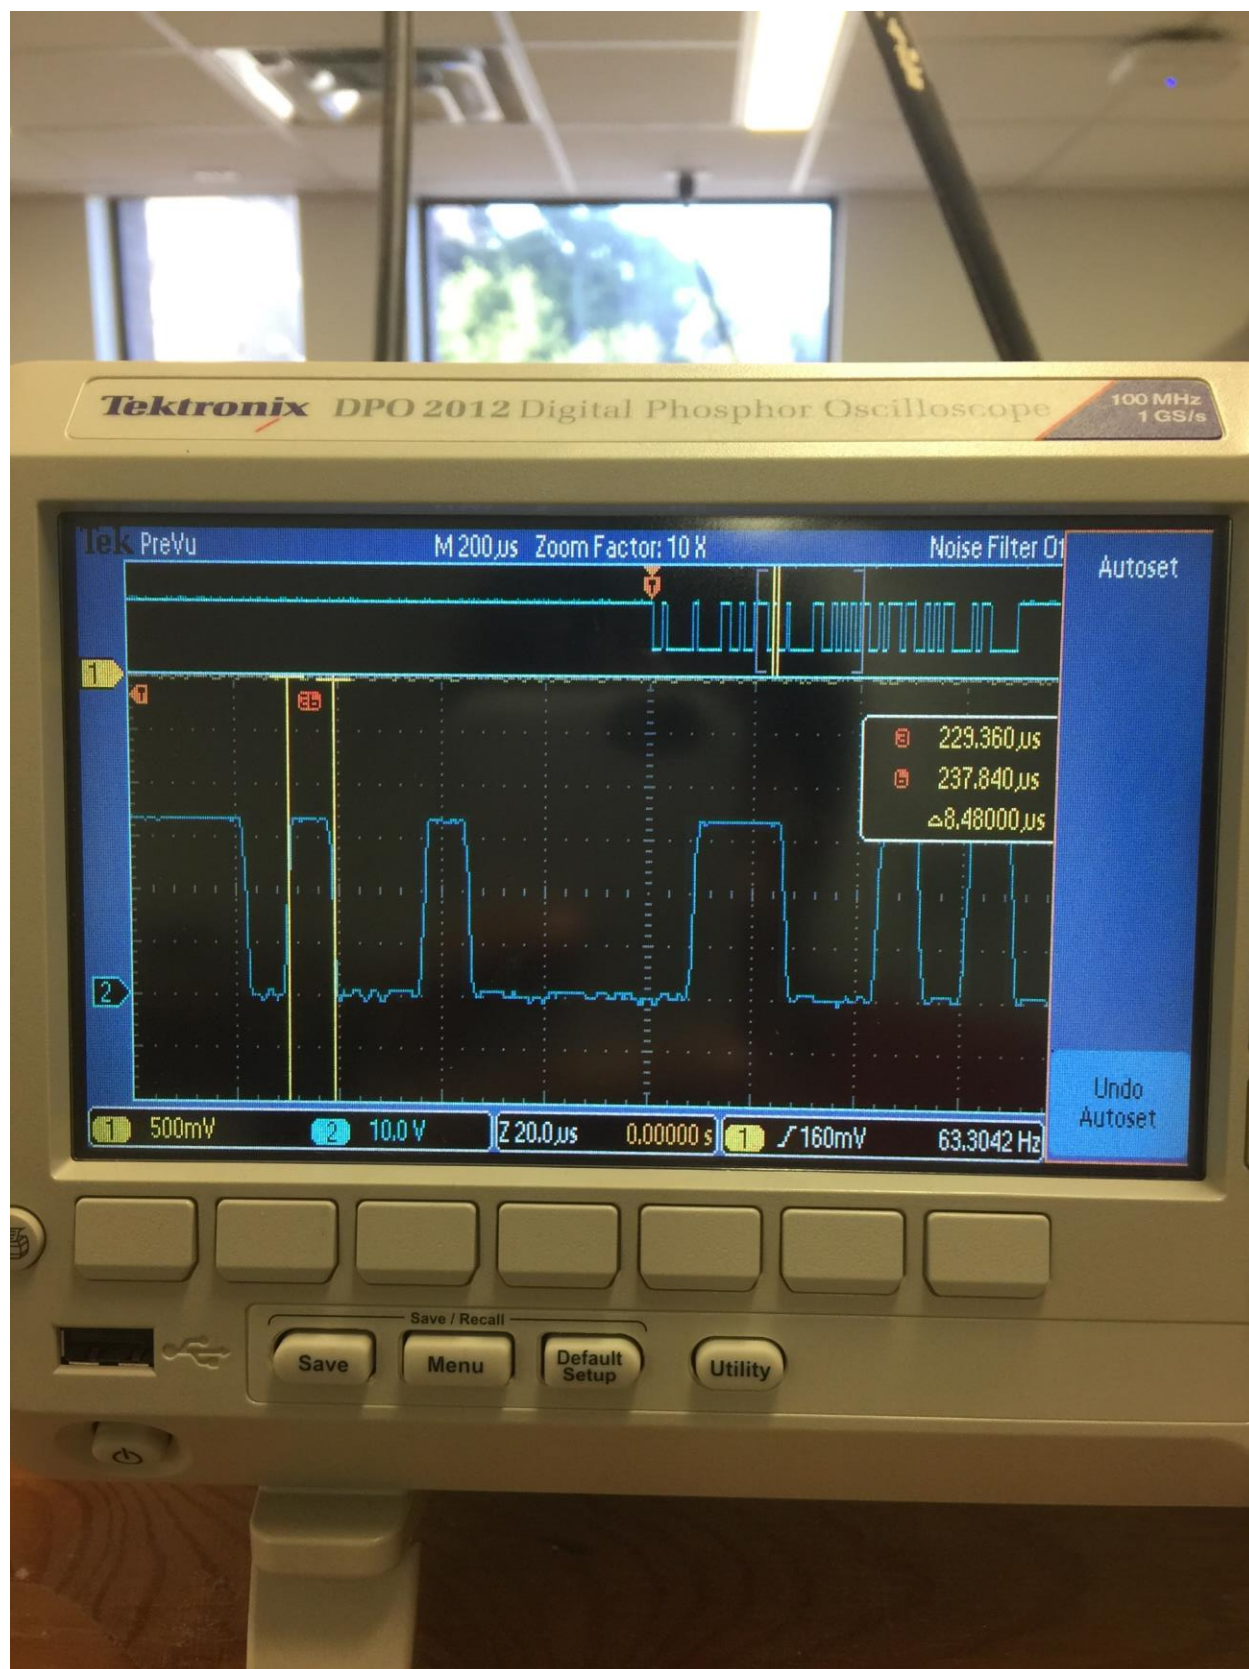 Tektronix DPO 2012 Digital Phosphor Oscilloscope
100 MHz
1 GS/s
Tek PreVu
M 200µs Zoom Factor: 10 X
Noise Filter Of
Autoset
T
1
T
a b
a 229.360µs
b 237.840µs
△8.48000µs
2
1 500mV
2 10.0 V
Z 20.0µs 0.00000 s
1 160mV 63.3042 Hz
Undo
Autoset
Save / Recall
Save
Menu
Default
Setup
Utility